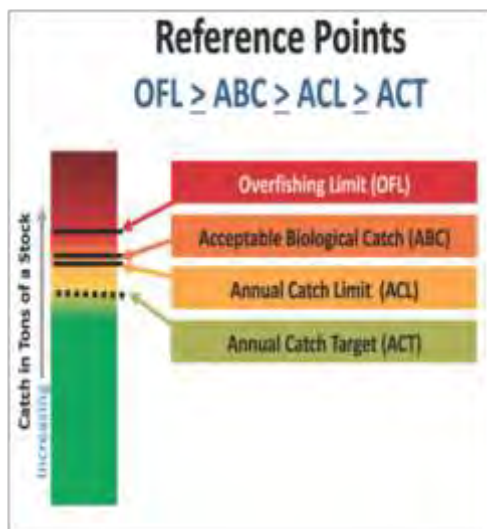 Reference Points
OFL ≥ ABC ≥ ACL ≥ ACT
Overfishing Limit (OFL)
Acceptable Biological Catch (ABC)
Annual Catch Limit (ACL)
Annual Catch Target (ACT)
Catch in Tons of a Stock
Increasing